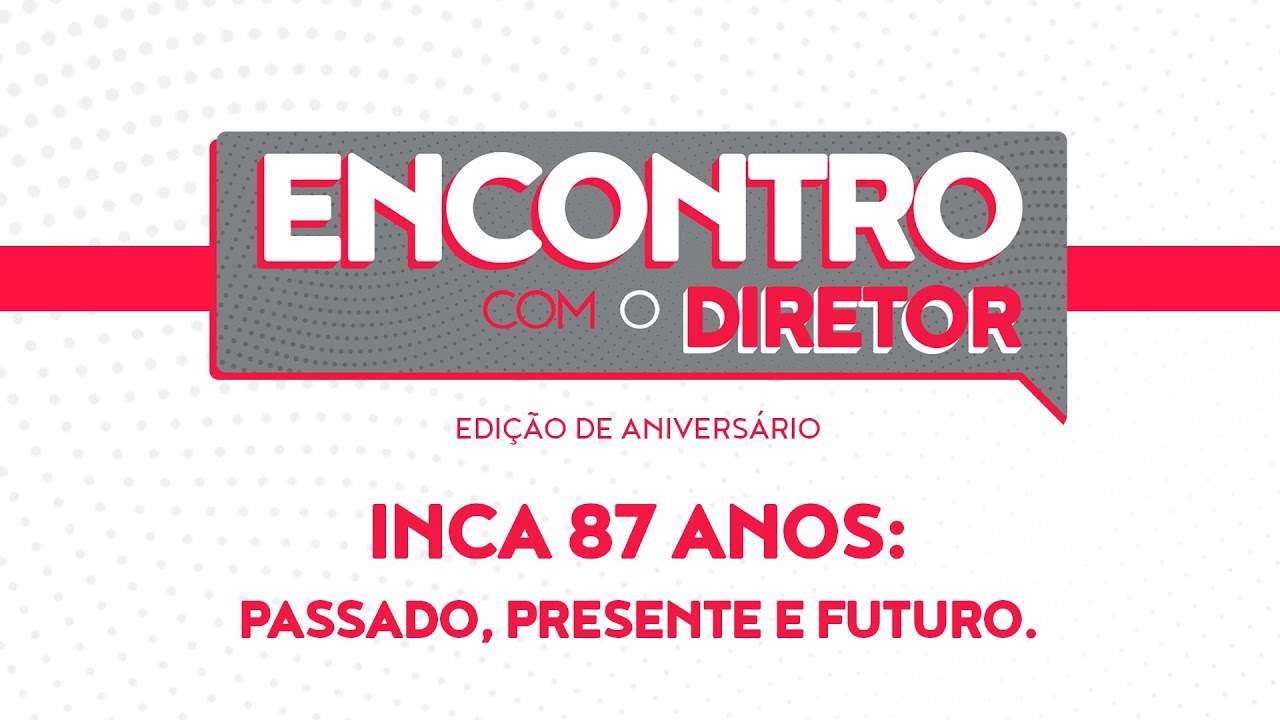 ENCONTRO
COM O DIRETOR
EDIÇÃO DE ANIVERSÁRIO
INCA 87 ANOS:
PASSADO, PRESENTE E FUTURO.